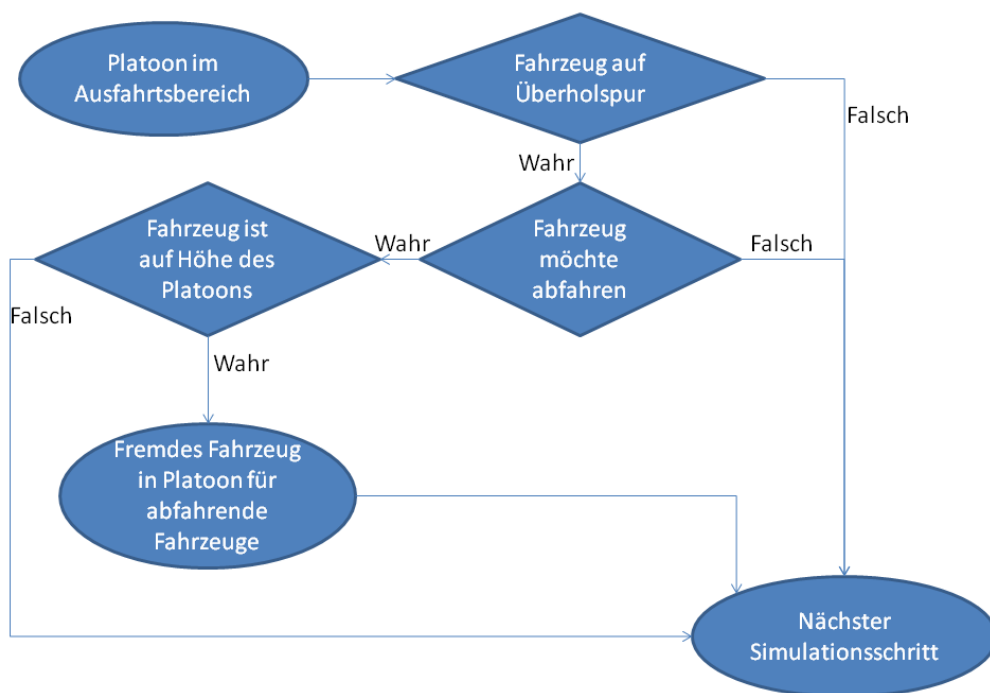 Platoon im
Ausfahrtsbereich
Fahrzeug auf
Überholspur
Falsch
Wahr
Fahrzeug ist
auf Höhe des
Platoons
Wahr
Fahrzeug
möchte
abfahren
Falsch
Falsch
Wahr
Fremdes Fahrzeug
in Platoon für
abfahrende
Fahrzeuge
Nächster
Simulationsschritt